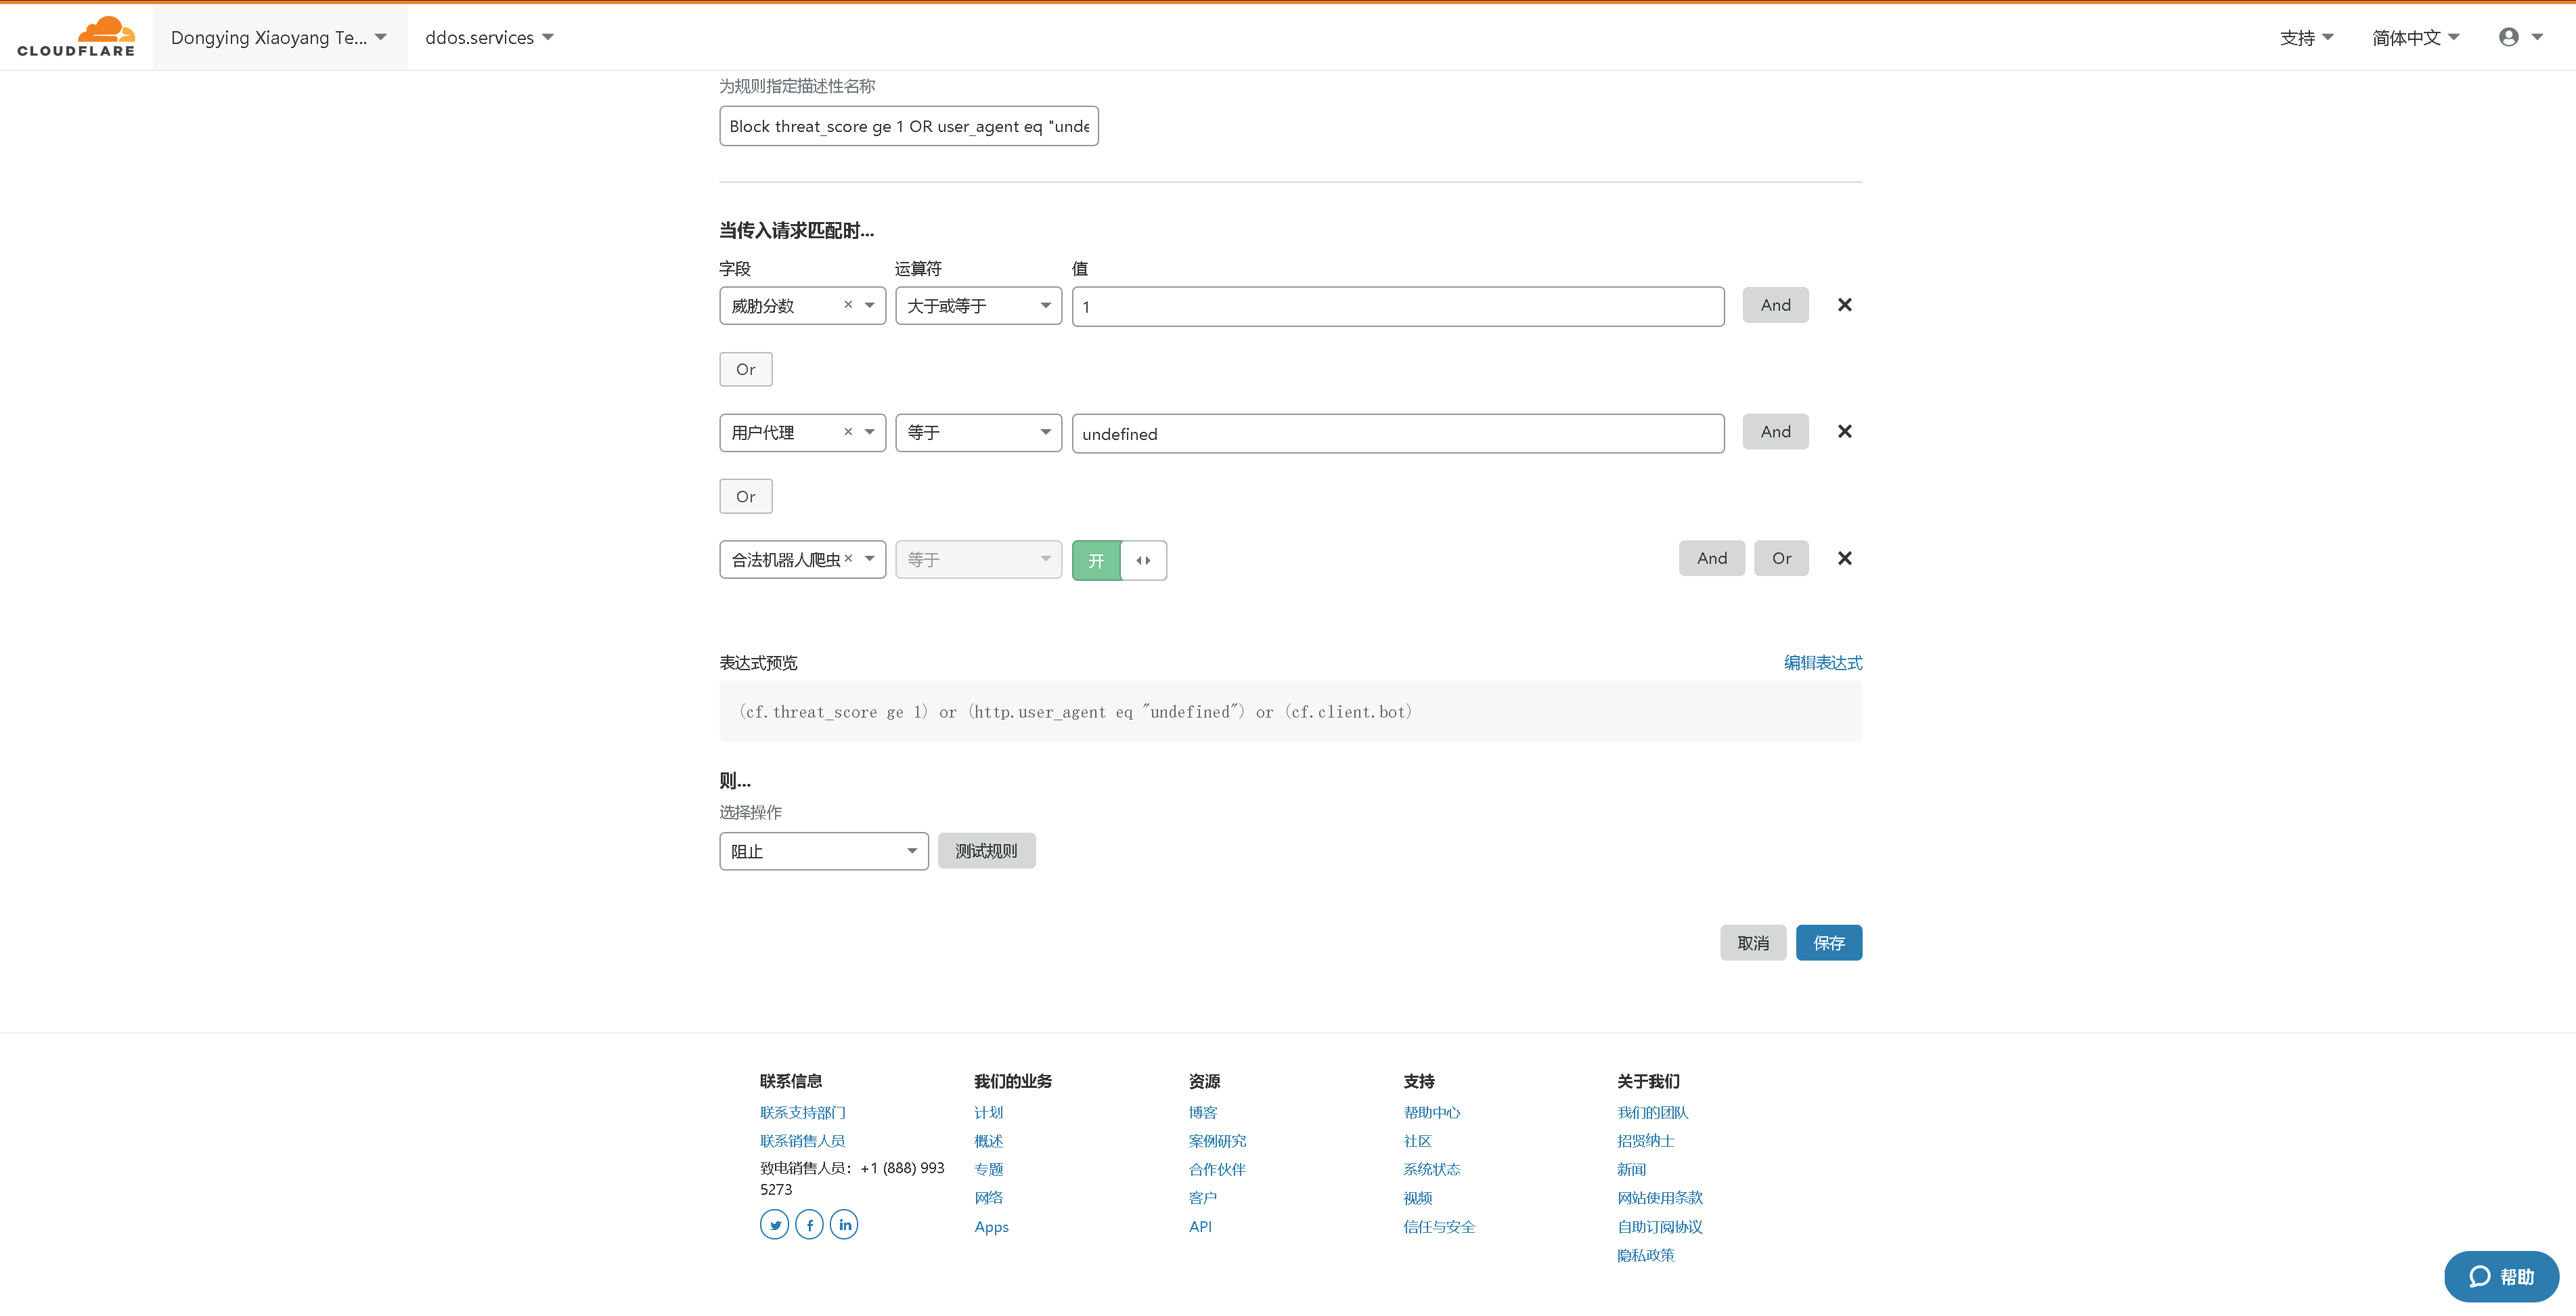 CLOUDFLARE
Dongying Xiaoyang Te...
ddos.services
支持
简体中文
为规则指定描述性名称
Block threat_score ge 1 OR user_agent eq "unde
当传入请求匹配时...
字段 运算符 值
威胁分数 × 大于或等于 1 And
Or
用户代理 × 等于 undefined And
Or
合法机器人爬虫 × 等于 开 And Or
表达式预览 编辑表达式
(cf.threat_score ge 1) or (http.user_agent eq "undefined") or (cf.client.bot)
则...
选择操作
阻止 测试规则
取消 保存
联系信息
联系支持部门
联系销售人员
致电销售人员：+1 (888) 993
5273
我们的业务
计划
概述
专题
网络
Apps
资源
博客
案例研究
合作伙伴
客户
API
支持
帮助中心
社区
系统状态
视频
信任与安全
关于我们
我们的团队
招贤纳士
新闻
网站使用条款
自助订阅协议
隐私政策
帮助